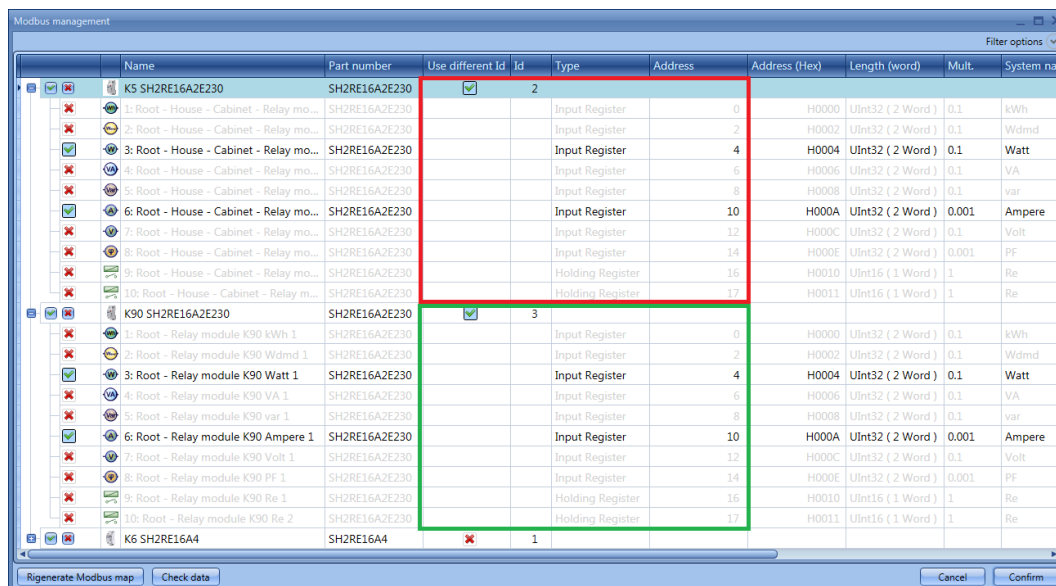 Modbus management
Filter options
Name Part number Use different Id Id Type Address Address (Hex) Length (word) Mult. System na
K5 SH2RE16A2E230 SH2RE16A2E230 2
1: Root - House - Cabinet - Relay mo... SH2RE16A2E230 Input Register 0 H0000 UInt32 ( 2 Word ) 0.1 kWh
2: Root - House - Cabinet - Relay mo... SH2RE16A2E230 Input Register 2 H0002 UInt32 ( 2 Word ) 0.1 Wdmd
3: Root - House - Cabinet - Relay mo... SH2RE16A2E230 Input Register 4 H0004 UInt32 ( 2 Word ) 0.1 Watt
4: Root - House - Cabinet - Relay mo... SH2RE16A2E230 Input Register 6 H0006 UInt32 ( 2 Word ) 0.1 VA
5: Root - House - Cabinet - Relay mo... SH2RE16A2E230 Input Register 8 H0008 UInt32 ( 2 Word ) 0.1 var
6: Root - House - Cabinet - Relay mo... SH2RE16A2E230 Input Register 10 H000A UInt32 ( 2 Word ) 0.001 Ampere
7: Root - House - Cabinet - Relay mo... SH2RE16A2E230 Input Register 12 H000C UInt32 ( 2 Word ) 0.1 Volt
8: Root - House - Cabinet - Relay mo... SH2RE16A2E230 Input Register 14 H000E UInt32 ( 2 Word ) 0.001 PF
9: Root - House - Cabinet - Relay mo... SH2RE16A2E230 Holding Register 16 H0010 UInt16 ( 1 Word ) 1 Re
10: Root - House - Cabinet - Relay m... SH2RE16A2E230 Holding Register 17 H0011 UInt16 ( 1 Word ) 1 Re
K90 SH2RE16A2E230 SH2RE16A2E230 3
1: Root - Relay module K90 kWh 1 SH2RE16A2E230 Input Register 0 H0000 UInt32 ( 2 Word ) 0.1 kWh
2: Root - Relay module K90 Wdmd 1 SH2RE16A2E230 Input Register 2 H0002 UInt32 ( 2 Word ) 0.1 Wdmd
3: Root - Relay module K90 Watt 1 SH2RE16A2E230 Input Register 4 H0004 UInt32 ( 2 Word ) 0.1 Watt
4: Root - Relay module K90 VA 1 SH2RE16A2E230 Input Register 6 H0006 UInt32 ( 2 Word ) 0.1 VA
5: Root - Relay module K90 var 1 SH2RE16A2E230 Input Register 8 H0008 UInt32 ( 2 Word ) 0.1 var
6: Root - Relay module K90 Ampere 1 SH2RE16A2E230 Input Register 10 H000A UInt32 ( 2 Word ) 0.001 Ampere
7: Root - Relay module K90 Volt 1 SH2RE16A2E230 Input Register 12 H000C UInt32 ( 2 Word ) 0.1 Volt
8: Root - Relay module K90 PF 1 SH2RE16A2E230 Input Register 14 H000E UInt32 ( 2 Word ) 0.001 PF
9: Root - Relay module K90 Re 1 SH2RE16A2E230 Holding Register 16 H0010 UInt16 ( 1 Word ) 1 Re
10: Root - Relay module K90 Re 2 SH2RE16A2E230 Holding Register 17 H0011 UInt16 ( 1 Word ) 1 Re
K6 SH2RE16A4 SH2RE16A4 1
Rigenerate Modbus map Check data Cancel Confirm